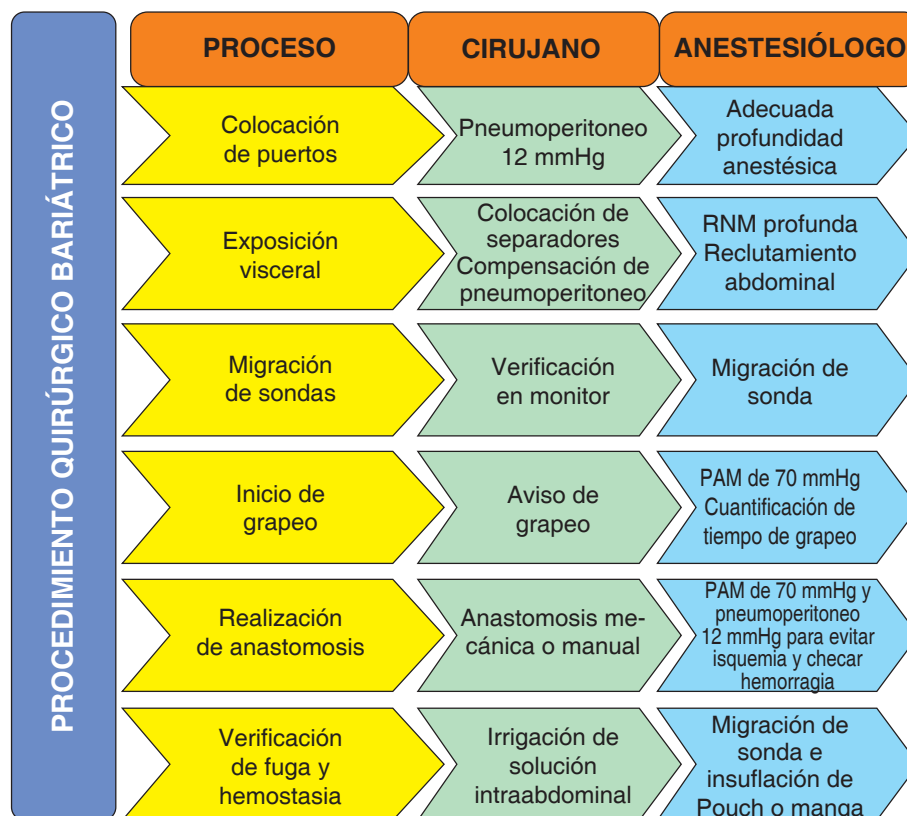 PROCEDIMIENTO QUIRÚRGICO BARIÁTRICO
PROCESO
CIRUJANO
ANESTESIÓLOGO
Colocación
de puertos
Pneumoperitoneo
12 mmHg
Adecuada
profundidad
anestésica
Exposición
visceral
Colocación de
separadores
Compensación de
pneumoperitoneo
RNM profunda
Reclutamiento
abdominal
Migración
de sondas
Verificación
en monitor
Migración de
sonda
Inicio de
grapeo
Aviso de
grapeo
PAM de 70 mmHg
Cuantificación de
tiempo de grapeo
Realización
de anastomosis
Anastomosis me-
cánica o manual
PAM de 70 mmHg y
pneumoperitoneo
12 mmHg para evitar
isquemia y checar
hemorragia
Verificación
de fuga y
hemostasia
Irrigación de
solución
intraabdominal
Migración de
sonda e
insuflación de
Pouch o manga